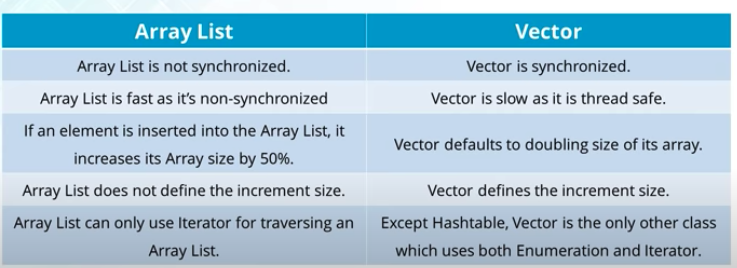 Array List
Vector
Array List is not synchronized.
Vector is synchronized.
Array List is fast as it's non-synchronized
Vector is slow as it is thread safe.
If an element is inserted into the Array List, it
increases its Array size by 50%.
Vector defaults to doubling size of its array.
Array List does not define the increment size.
Vector defines the increment size.
Array List can only use Iterator for traversing an
Array List.
Except Hashtable, Vector is the only other class
which uses both Enumeration and Iterator.